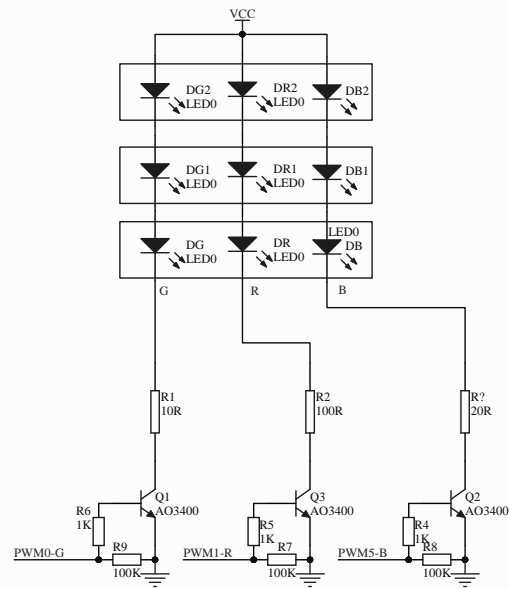 VCC
DG2
LED0
DR2
LED0
DB2
DG1
LED0
DR1
LED0
DB1
DG
LED0
DR
LED0
LED0
DB
G
R
B
R1
10R
R2
100R
R?
20R
Q1
AO3400
Q3
AO3400
Q2
AO3400
R6
1K
R5
1K
R4
1K
PWM0-G
R9
100K
PWM1-R
R7
100K
PWM5-B
R8
100K